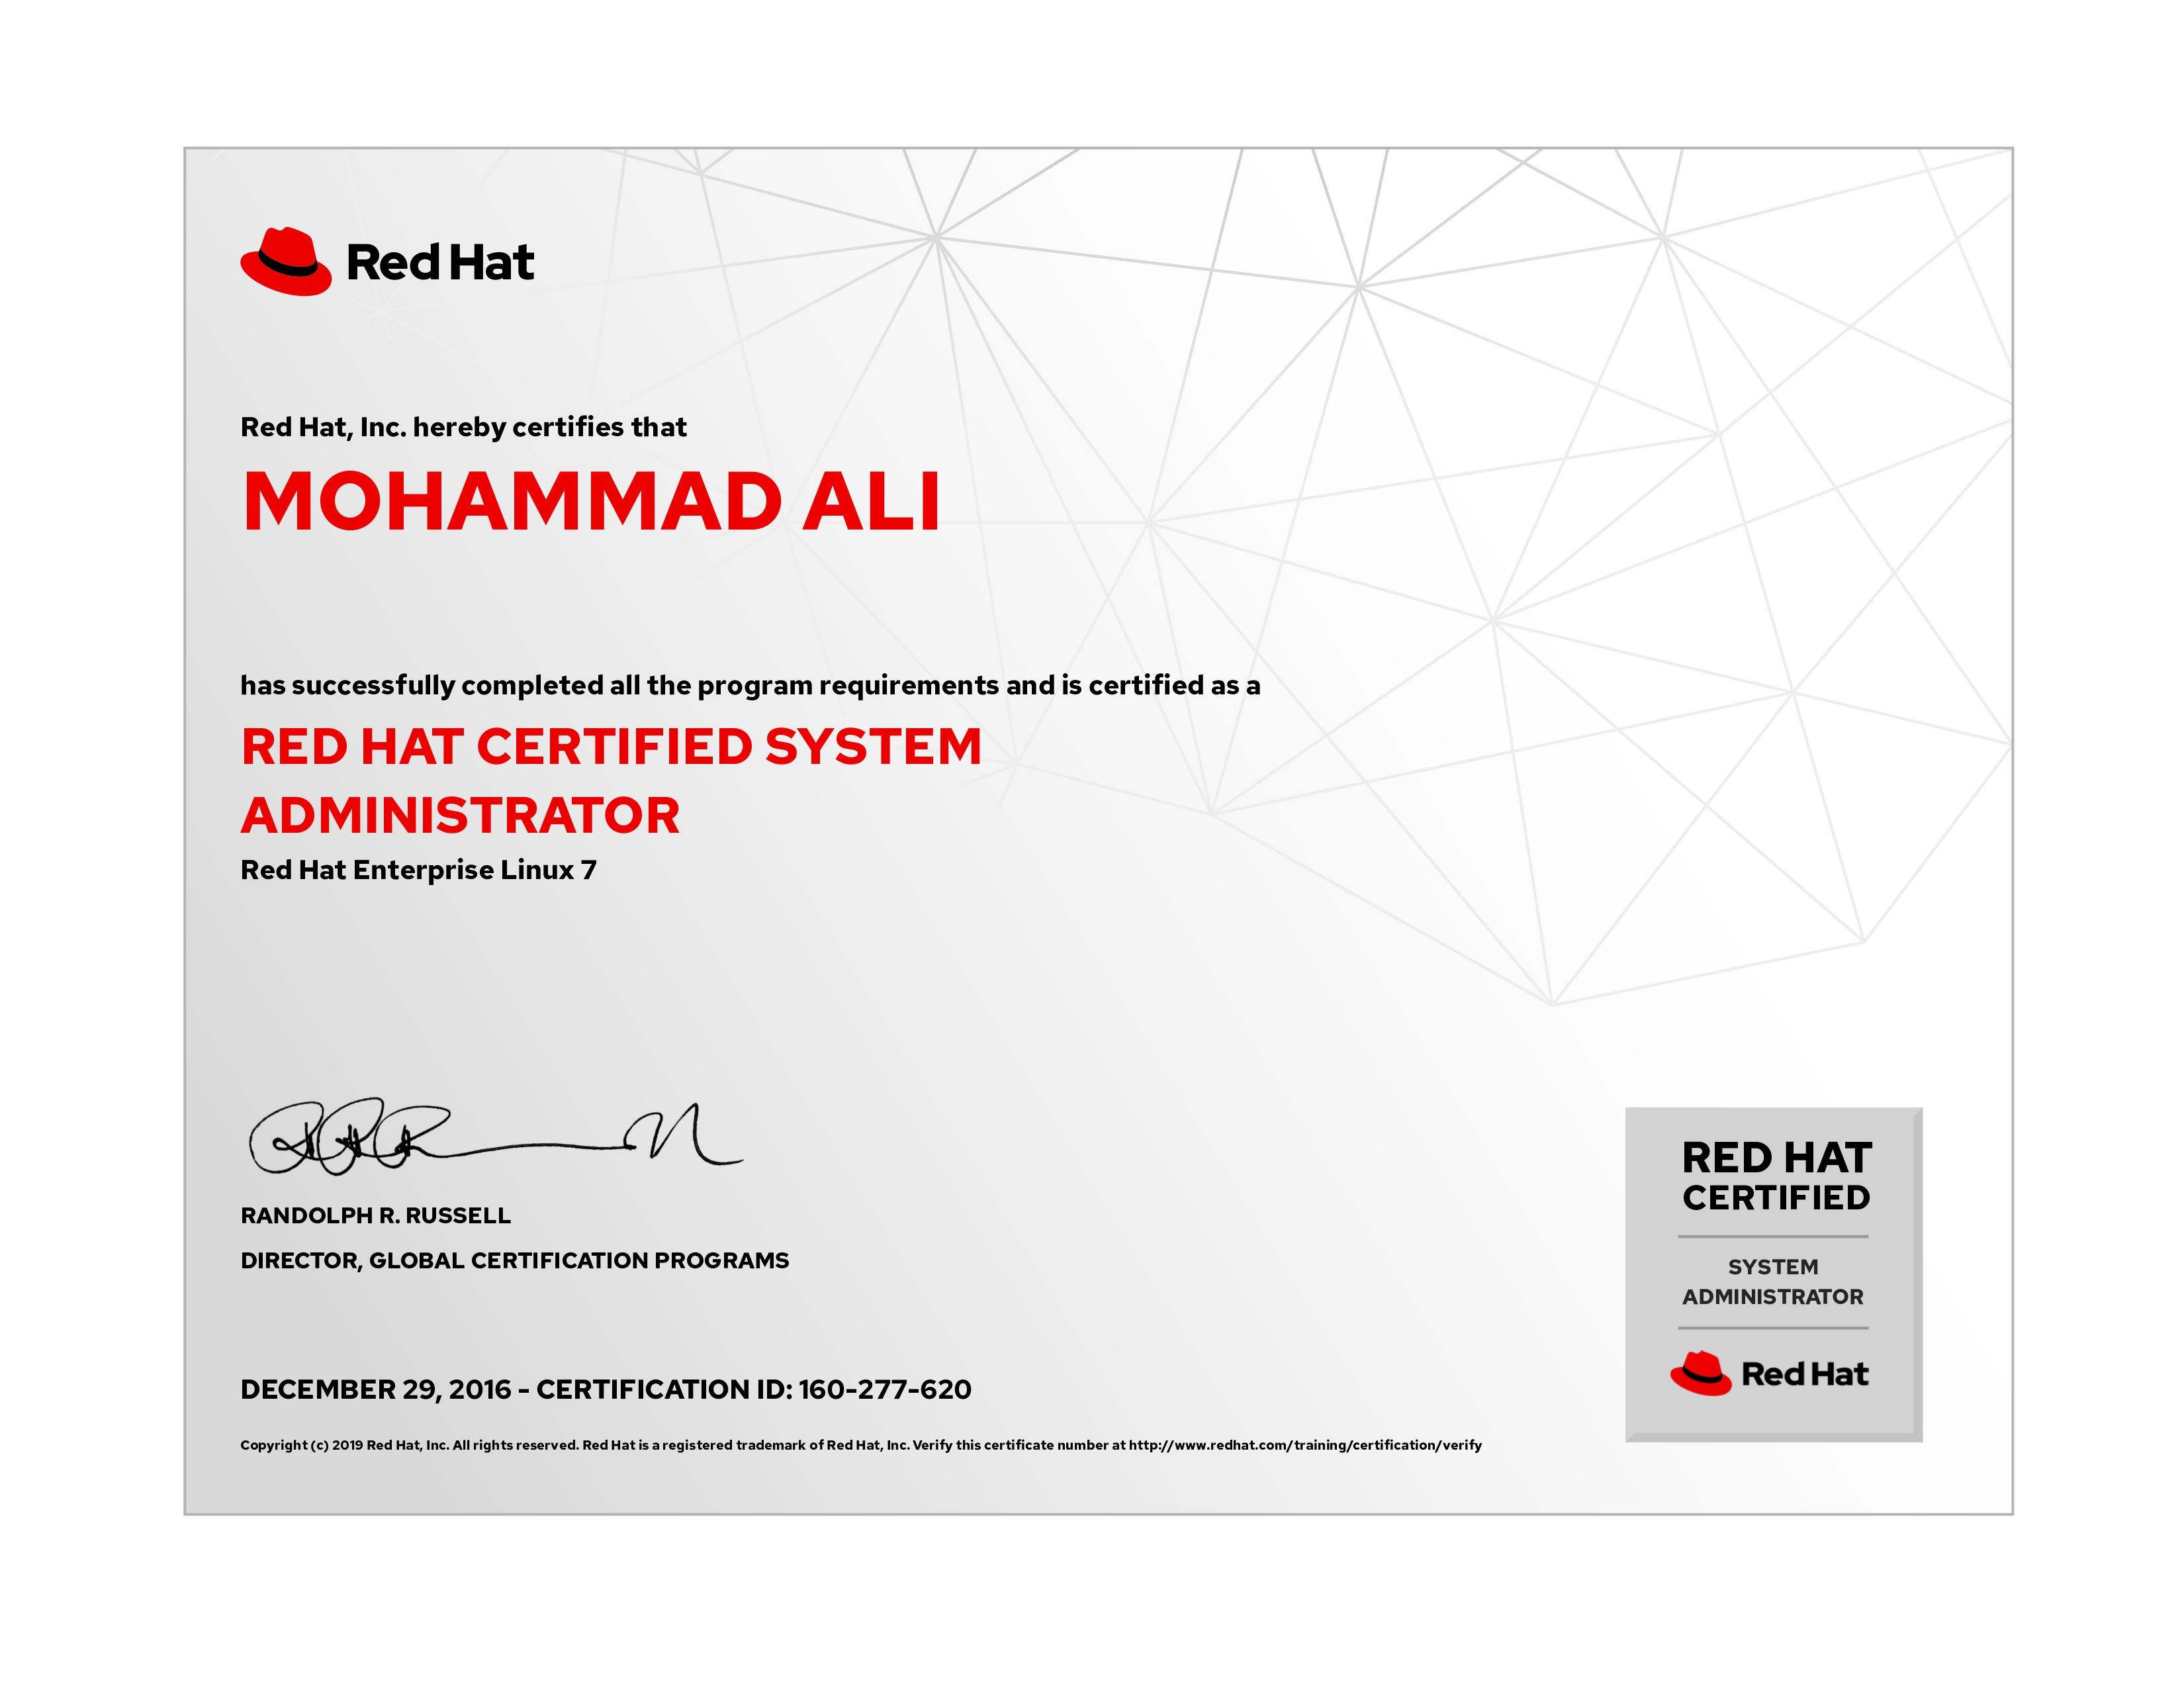 Red Hat
Red Hat, Inc. hereby certifies that
MOHAMMAD ALI
has successfully completed all the program requirements and is certified as a
RED HAT CERTIFIED SYSTEM
ADMINISTRATOR
Red Hat Enterprise Linux 7
RANDOLPH R. RUSSELL
DIRECTOR, GLOBAL CERTIFICATION PROGRAMS
DECEMBER 29, 2016 - CERTIFICATION ID: 160-277-620
Copyright (c) 2019 Red Hat, Inc. All rights reserved. Red Hat is a registered trademark of Red Hat, Inc. Verify this certificate number at http://www.redhat.com/training/certification/verify
RED HAT
CERTIFIED
SYSTEM
ADMINISTRATOR
Red Hat